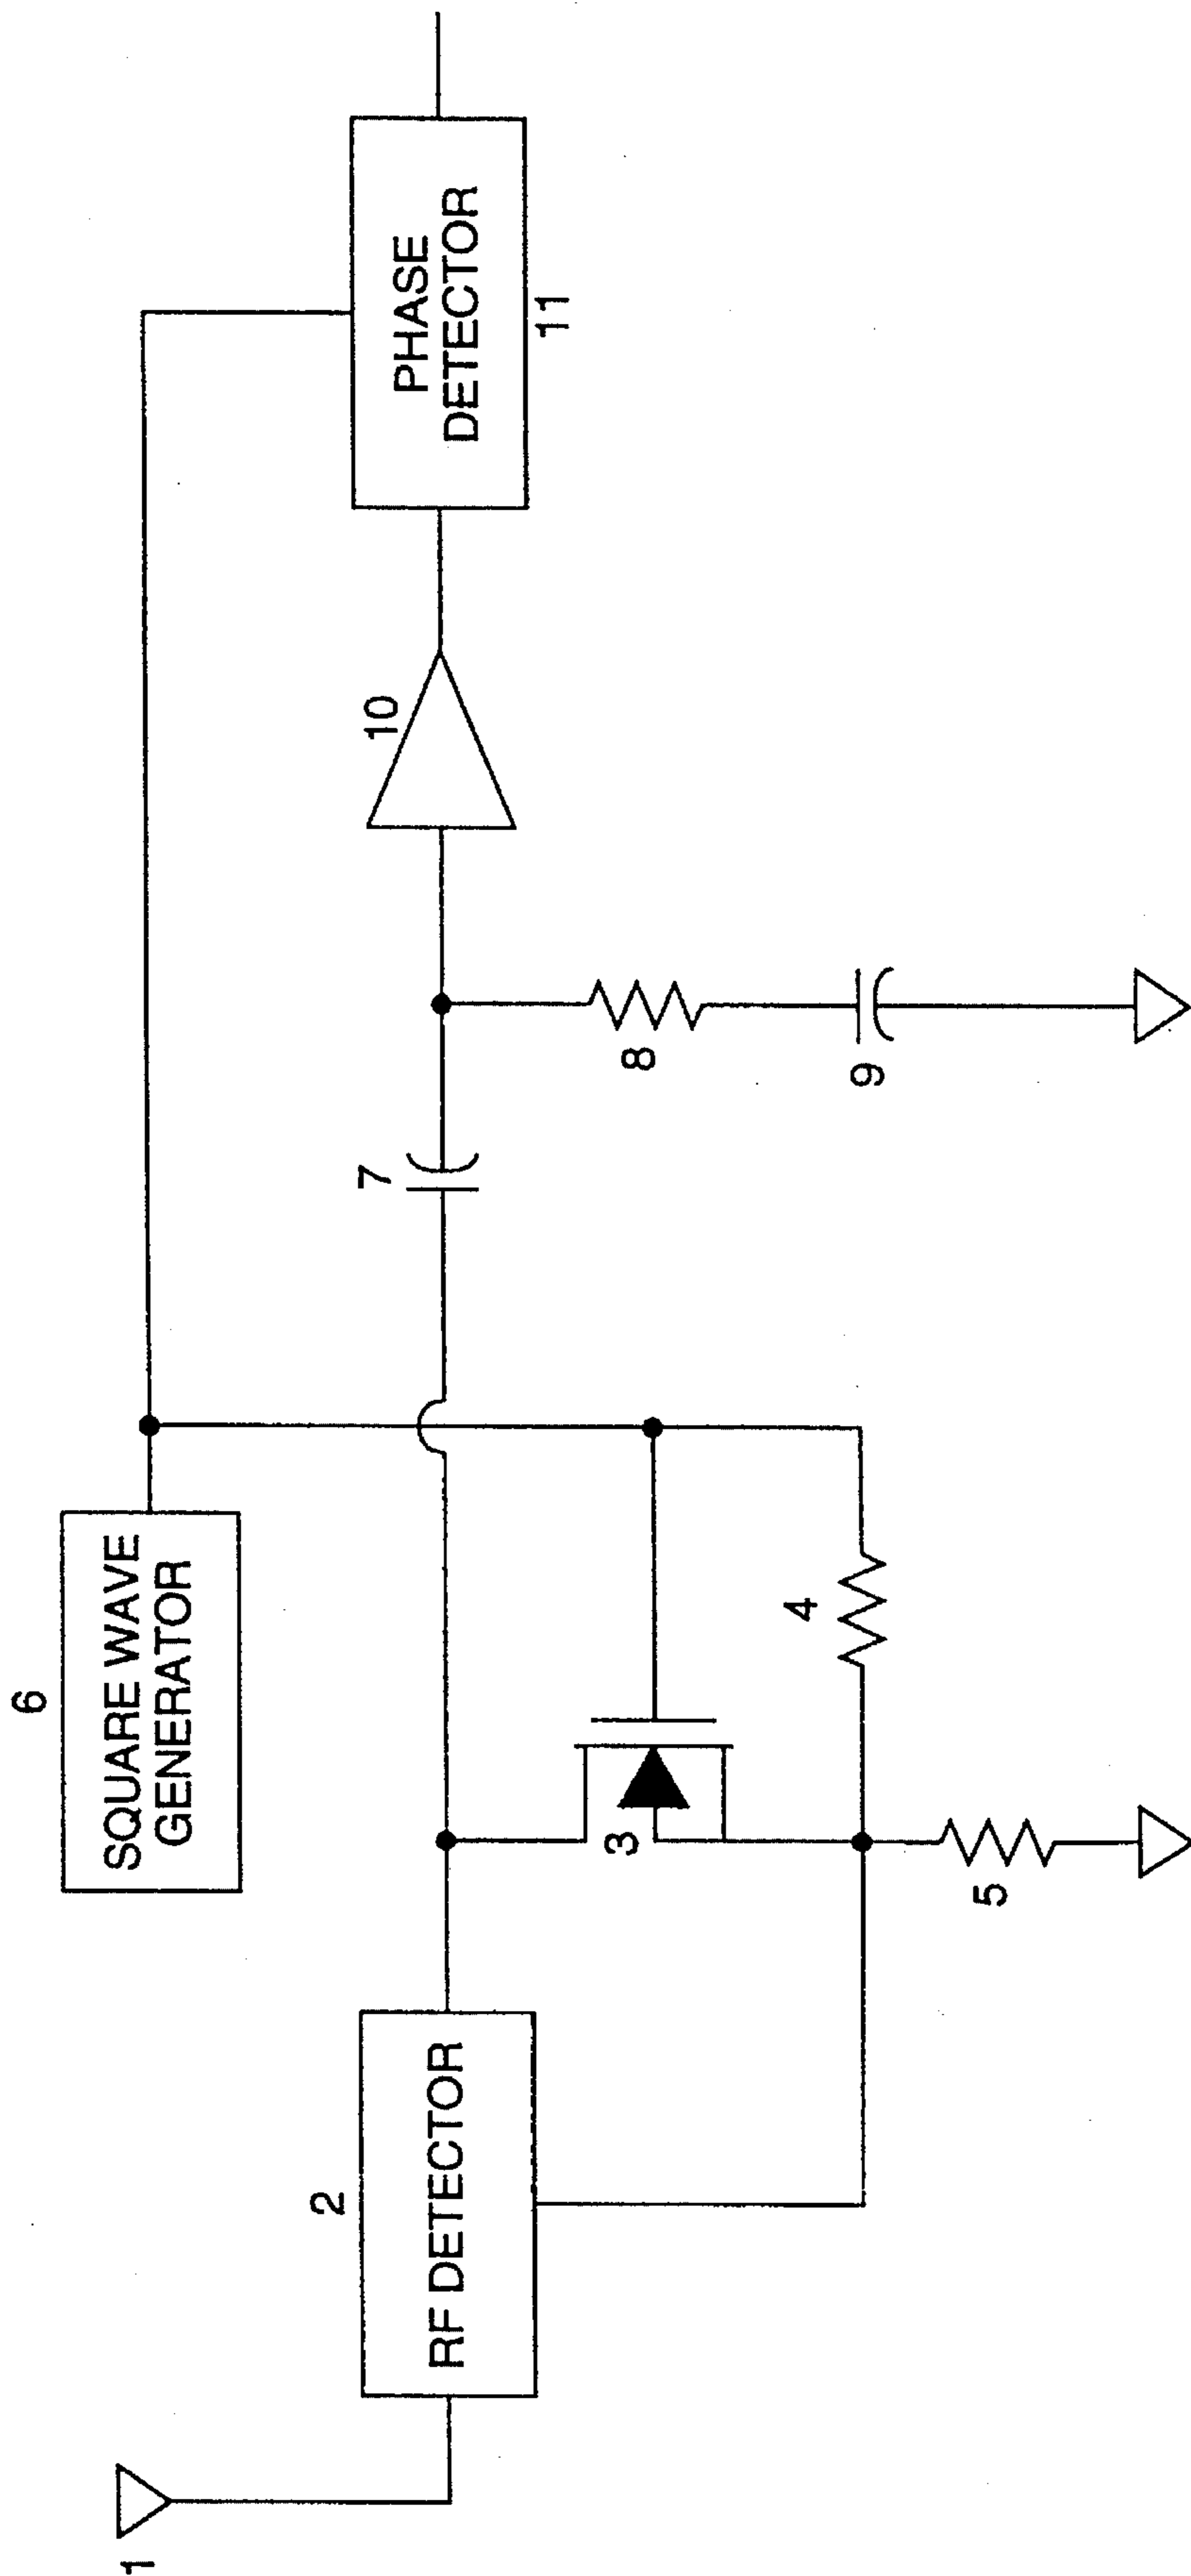 6
SQUARE WAVE
GENERATOR
1
2
RF DETECTOR
3
4
5
7
8
9
10
PHASE
DETECTOR
11